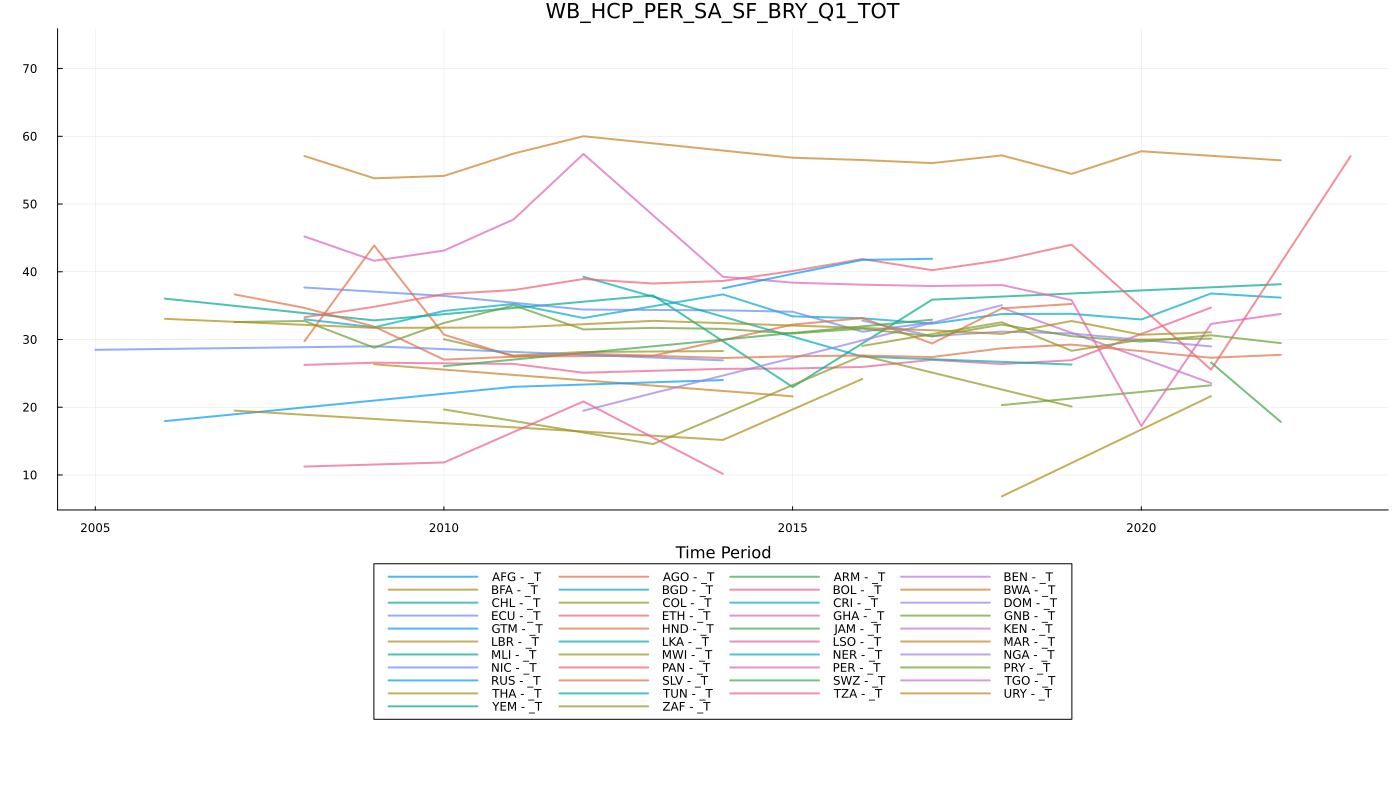 WB_HCP_PER_SA_SF_BRY_Q1_TOT
70
60
50
40
30
20
10
2005 2010 2015 2020
Time Period
AFG - _T AGO - _T ARM - _T BEN - _T
BFA - _T BGD - _T BOL - _T BWA - _T
CHL - _T COL - _T CRI - _T DOM - _T
ECU - _T ETH - _T GHA - _T GNB - _T
GTM - _T HND - _T JAM - _T KEN - _T
LBR - _T LKA - _T LSO - _T MAR - _T
MLI - _T MWI - _T NER - _T NGA - _T
NIC - _T PAN - _T PER - _T PRY - _T
RUS - _T SLV - _T SWZ - _T TGO - _T
THA - _T TUN - _T TZA - _T URY - _T
YEM - _T ZAF - _T